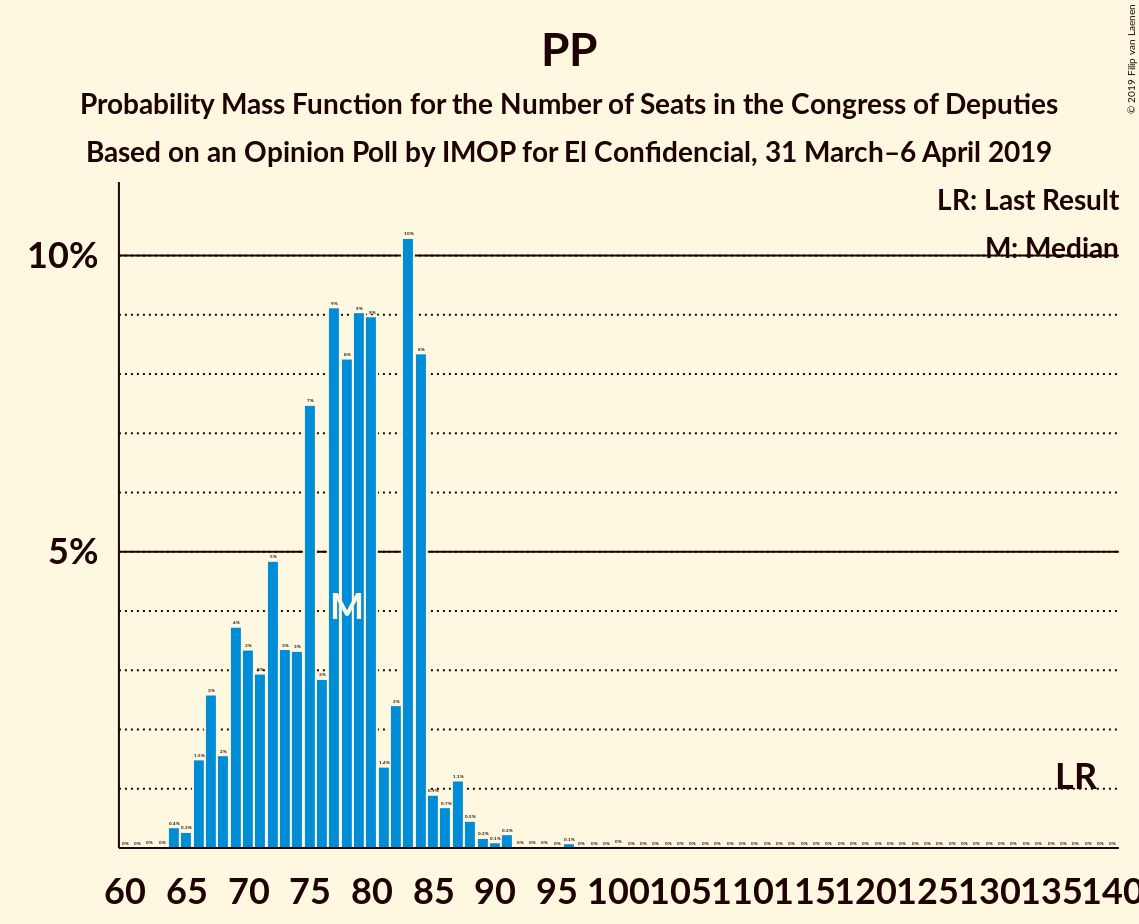 PP
Probability Mass Function for the Number of Seats in the Congress of Deputies
Based on an Opinion Poll by IMOP for El Confidencial, 31 March–6 April 2019
© 2019 Filip van Laenen
LR: Last Result
M: Median
10%
5%
M
LR
60 65 70 75 80 85 90 95 100 105 110 115 120 125 130 135 140